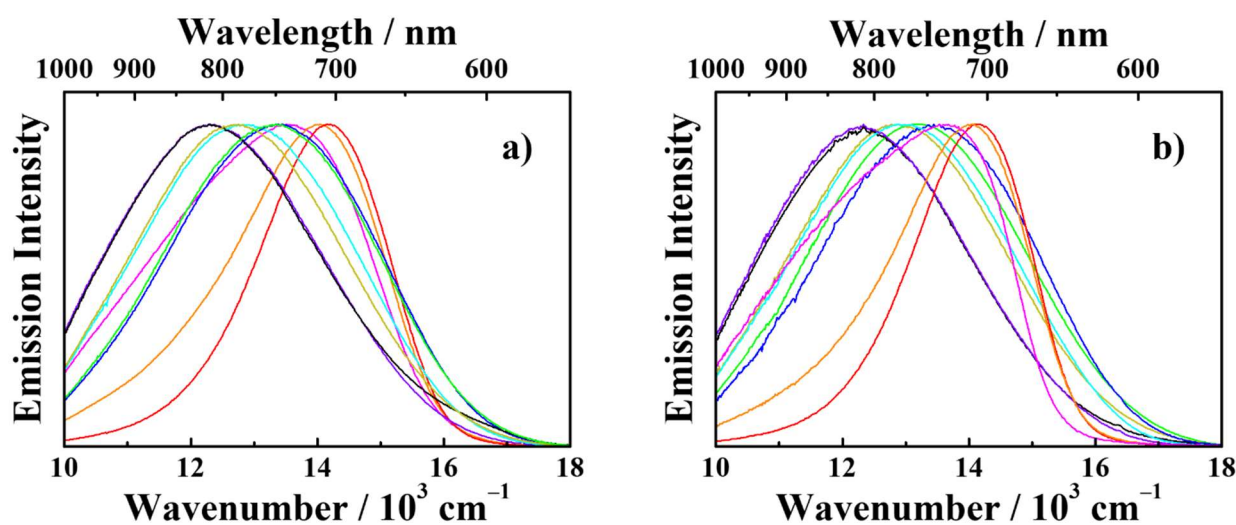 Wavelength / nm
1000 900 800 700 600
Emission Intensity
a)
10 12 14 16 18
Wavenumber / 10³ cm⁻¹
Wavelength / nm
1000 900 800 700 600
Emission Intensity
b)
10 12 14 16 18
Wavenumber / 10³ cm⁻¹